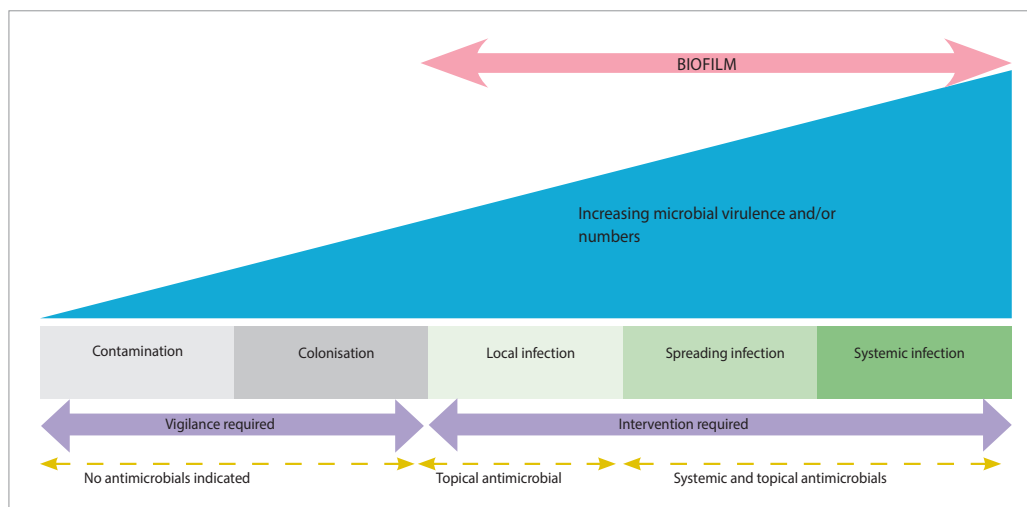 BIOFILM
Increasing microbial virulence and/or
numbers
Contamination
Colonisation
Local infection
Spreading infection
Systemic infection
Vigilance required
Intervention required
No antimicrobials indicated
Topical antimicrobial
Systemic and topical antimicrobials